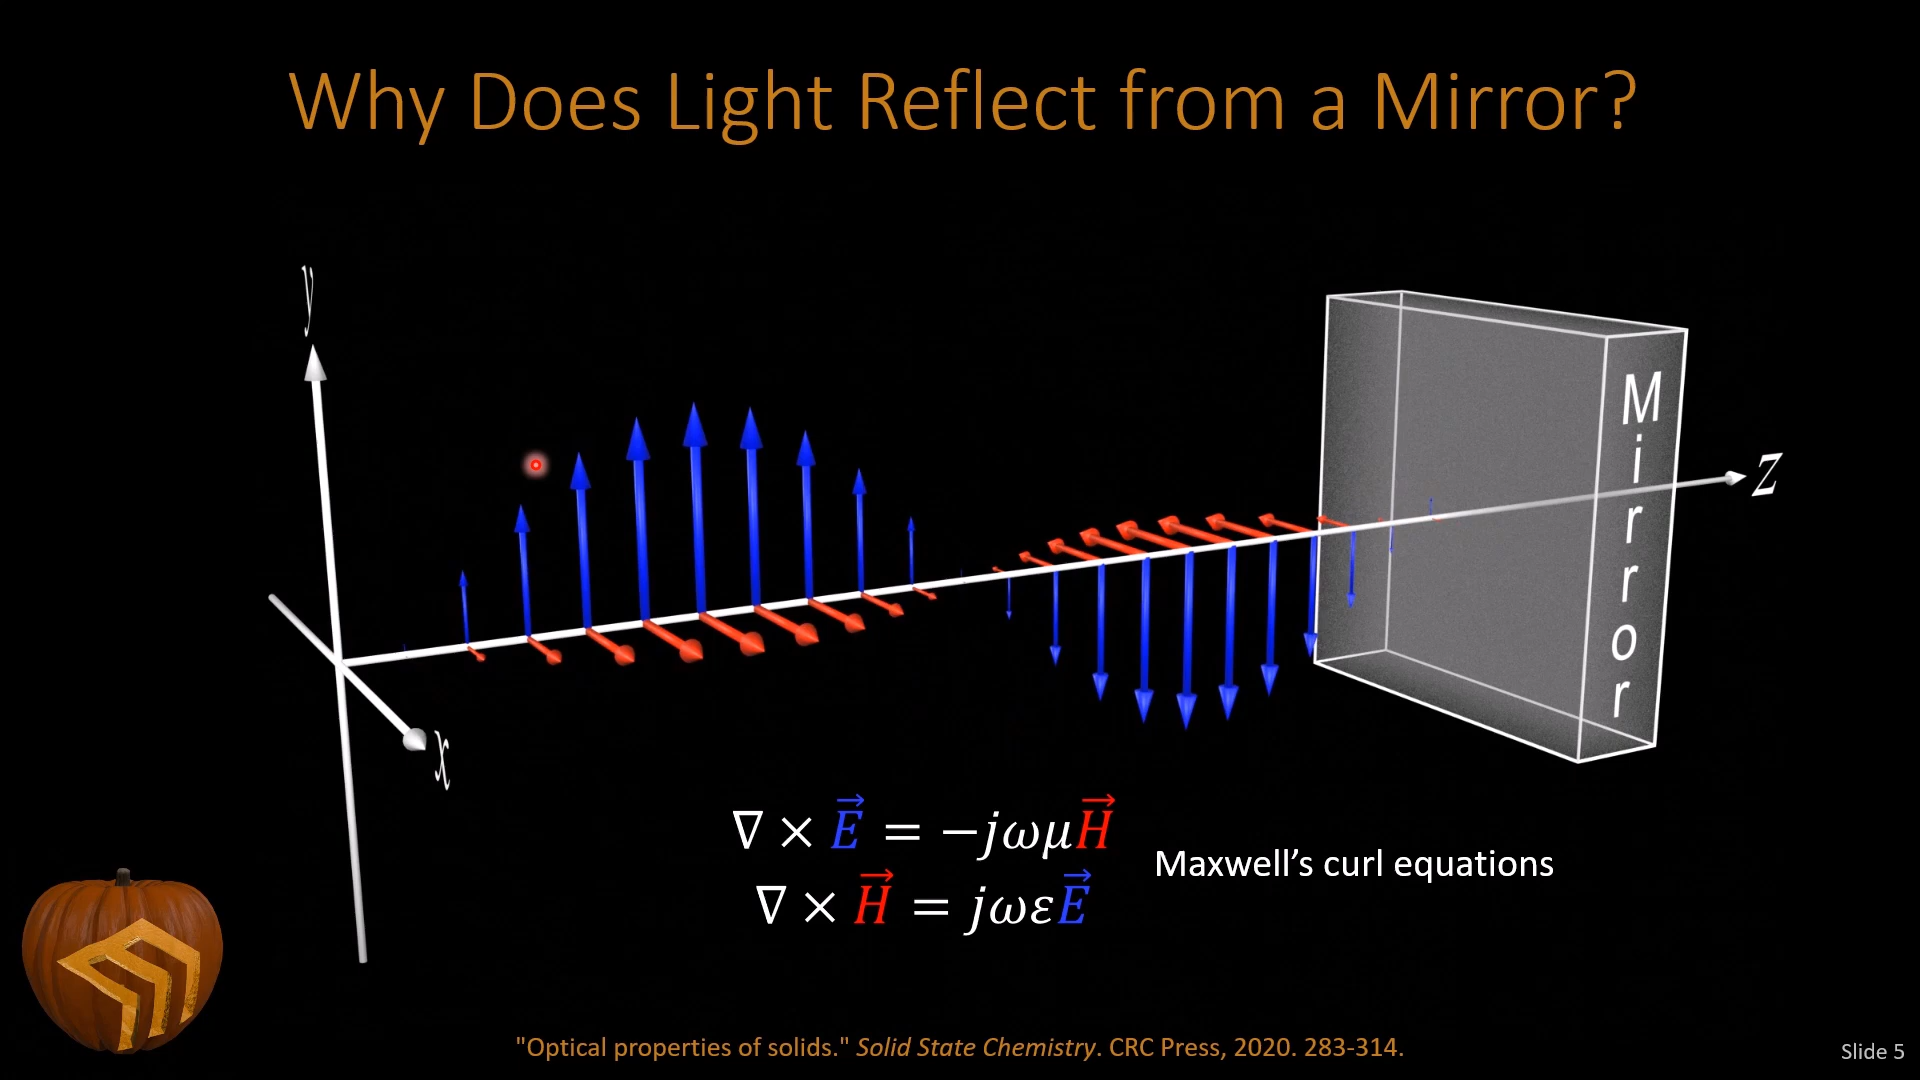 Why Does Light Reflect from a Mirror?
y
Mirror
z
x
∇ × E⃗ = −jωμH⃗
∇ × H⃗ = jωεE⃗
Maxwell’s curl equations
"Optical properties of solids." Solid State Chemistry. CRC Press, 2020. 283-314.
Slide 5